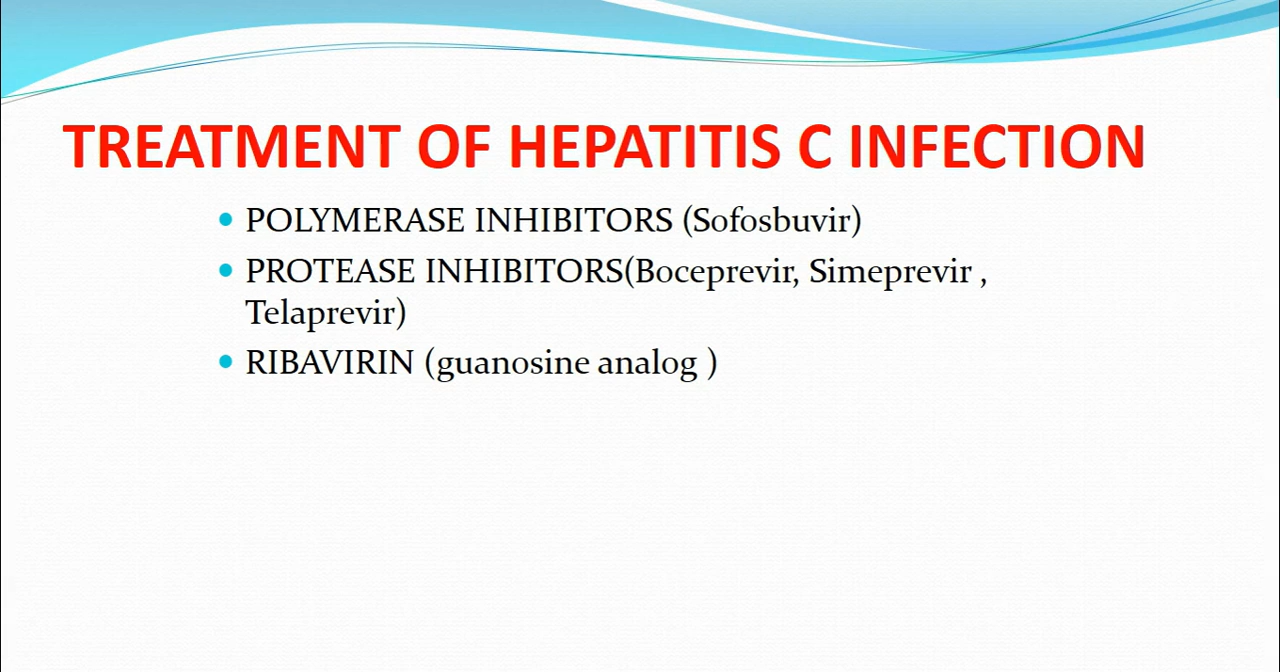 TREATMENT OF HEPATITIS C INFECTION
• POLYMERASE INHIBITORS (Sofosbuvir)
• PROTEASE INHIBITORS(Boceprevir, Simeprevir ,
Telaprevir)
• RIBAVIRIN (guanosine analog )